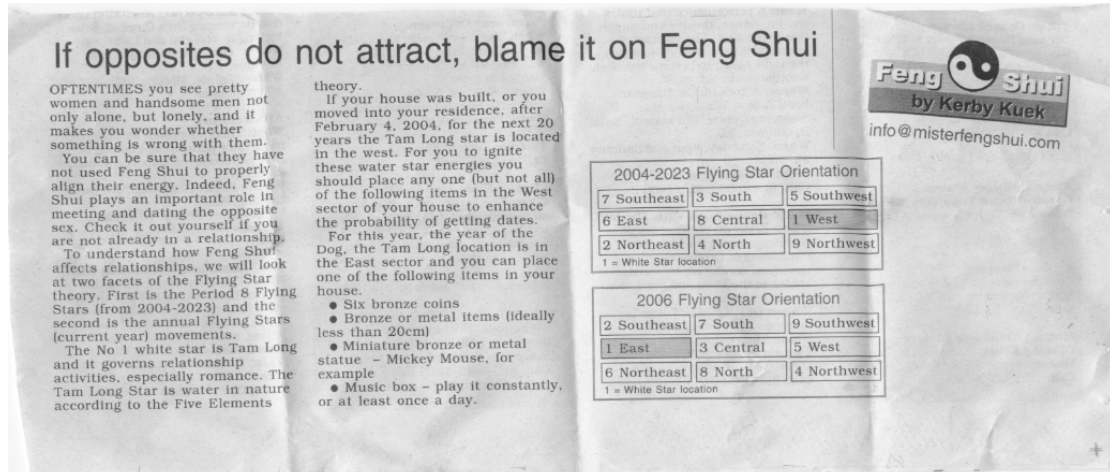 If opposites do not attract, blame it on Feng Shui
Feng Shui
by Kerby Kuek
info@misterfengshui.com
OFTENTIMES you see pretty
women and handsome men not
only alone, but lonely, and it
makes you wonder whether
something is wrong with them.
You can be sure that they have
not used Feng Shui to properly
align their energy. Indeed, Feng
Shui plays an important role in
meeting and dating the opposite
sex. Check it out yourself if you
are not already in a relationship.
To understand how Feng Shui
affects relationships, we will look
at two facets of the Flying Star
theory. First is the Period 8 Flying
Stars (from 2004-2023) and the
second is the annual Flying Stars
(current year) movements.
The No 1 white star is Tam Long
and it governs relationship
activities, especially romance. The
Tam Long Star is water in nature
according to the Five Elements
theory.
If your house was built, or you
moved into your residence, after
February 4, 2004, for the next 20
years the Tam Long star is located
in the west. For you to ignite
these water star energies you
should place any one (but not all)
of the following items in the West
sector of your house to enhance
the probability of getting dates.
For this year, the year of the
Dog, the Tam Long location is in
the East sector and you can place
one of the following items in your
house.
● Six bronze coins
● Bronze or metal items (ideally
less than 20cm)
● Miniature bronze or metal
statue – Mickey Mouse, for
example
● Music box – play it constantly,
or at least once a day.
2004-2023 Flying Star Orientation
7 Southeast 3 South 5 Southwest
6 East 8 Central 1 West
2 Northeast 4 North 9 Northwest
1 = White Star location
2006 Flying Star Orientation
2 Southeast 7 South 9 Southwest
1 East 3 Central 5 West
6 Northeast 8 North 4 Northwest
1 = White Star location